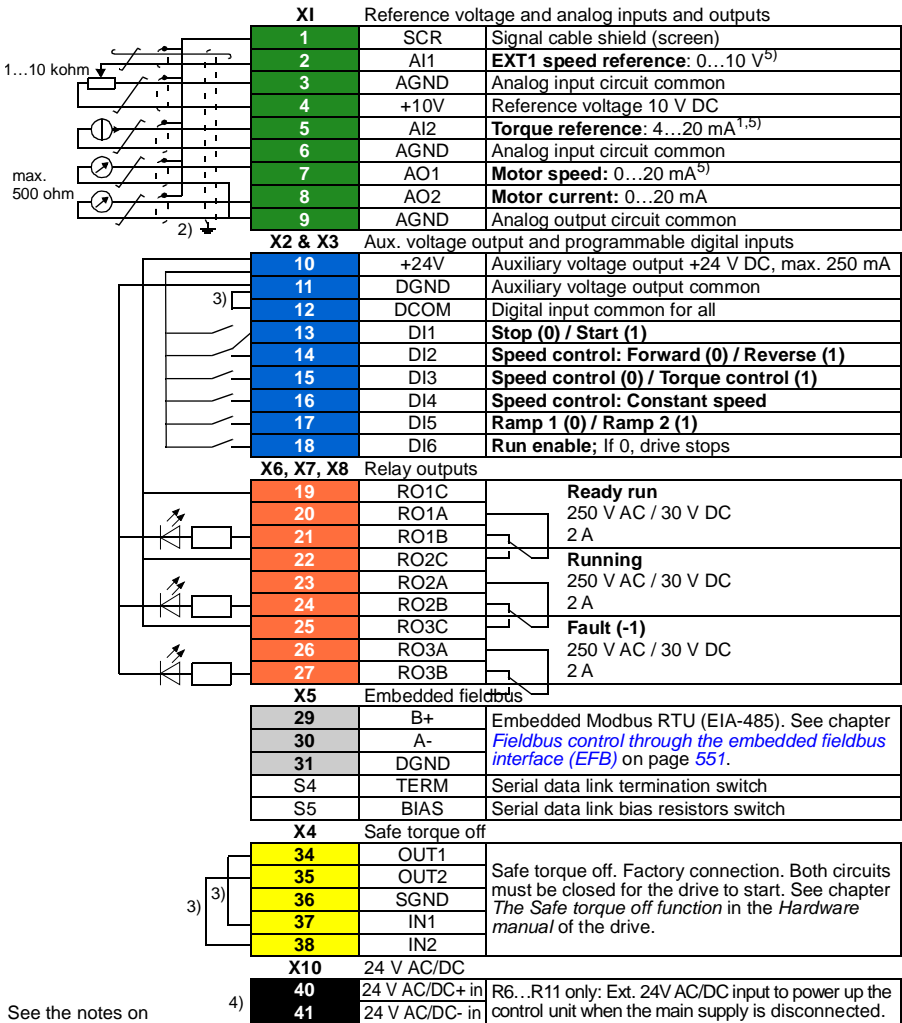 XI Reference voltage and analog inputs and outputs
1 SCR Signal cable shield (screen)
2 AI1 EXT1 speed reference: 0…10 V5)
1…10 kohm
3 AGND Analog input circuit common
4 +10V Reference voltage 10 V DC
5 AI2 Torque reference: 4…20 mA1,5)
6 AGND Analog input circuit common
7 AO1 Motor speed: 0…20 mA5)
max.
500 ohm
8 AO2 Motor current: 0…20 mA
9 AGND Analog output circuit common
2)
X2 & X3 Aux. voltage output and programmable digital inputs
10 +24V Auxiliary voltage output +24 V DC, max. 250 mA
11 DGND Auxiliary voltage output common
3)
12 DCOM Digital input common for all
13 DI1 Stop (0) / Start (1)
14 DI2 Speed control: Forward (0) / Reverse (1)
15 DI3 Speed control (0) / Torque control (1)
16 DI4 Speed control: Constant speed
17 DI5 Ramp 1 (0) / Ramp 2 (1)
18 DI6 Run enable; If 0, drive stops
X6, X7, X8 Relay outputs
19 RO1C Ready run
20 RO1A 250 V AC / 30 V DC
21 RO1B 2 A
22 RO2C Running
23 RO2A 250 V AC / 30 V DC
24 RO2B 2 A
25 RO3C Fault (-1)
26 RO3A 250 V AC / 30 V DC
27 RO3B 2 A
X5 Embedded fieldbus
29 B+ Embedded Modbus RTU (EIA-485). See chapter
30 A- Fieldbus control through the embedded fieldbus
31 DGND interface (EFB) on page 551.
S4 TERM Serial data link termination switch
S5 BIAS Serial data link bias resistors switch
X4 Safe torque off
34 OUT1
35 OUT2 Safe torque off. Factory connection. Both circuits
36 SGND must be closed for the drive to start. See chapter
37 IN1 The Safe torque off function in the Hardware
38 IN2 manual of the drive.
3)
3)
X10 24 V AC/DC
40 24 V AC/DC+ in R6…R11 only: Ext. 24V AC/DC input to power up the
41 24 V AC/DC- in control unit when the main supply is disconnected.
4)
See the notes on